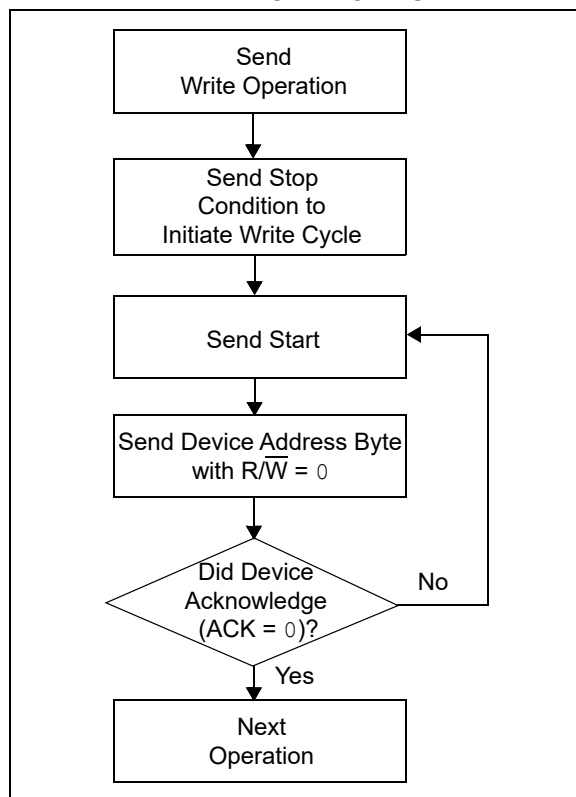 Send
Write Operation
Send Stop
Condition to
Initiate Write Cycle
Send Start
Send Device Address Byte
with R/W̅ = 0
Did Device
Acknowledge
(ACK = 0)?
No
Yes
Next
Operation